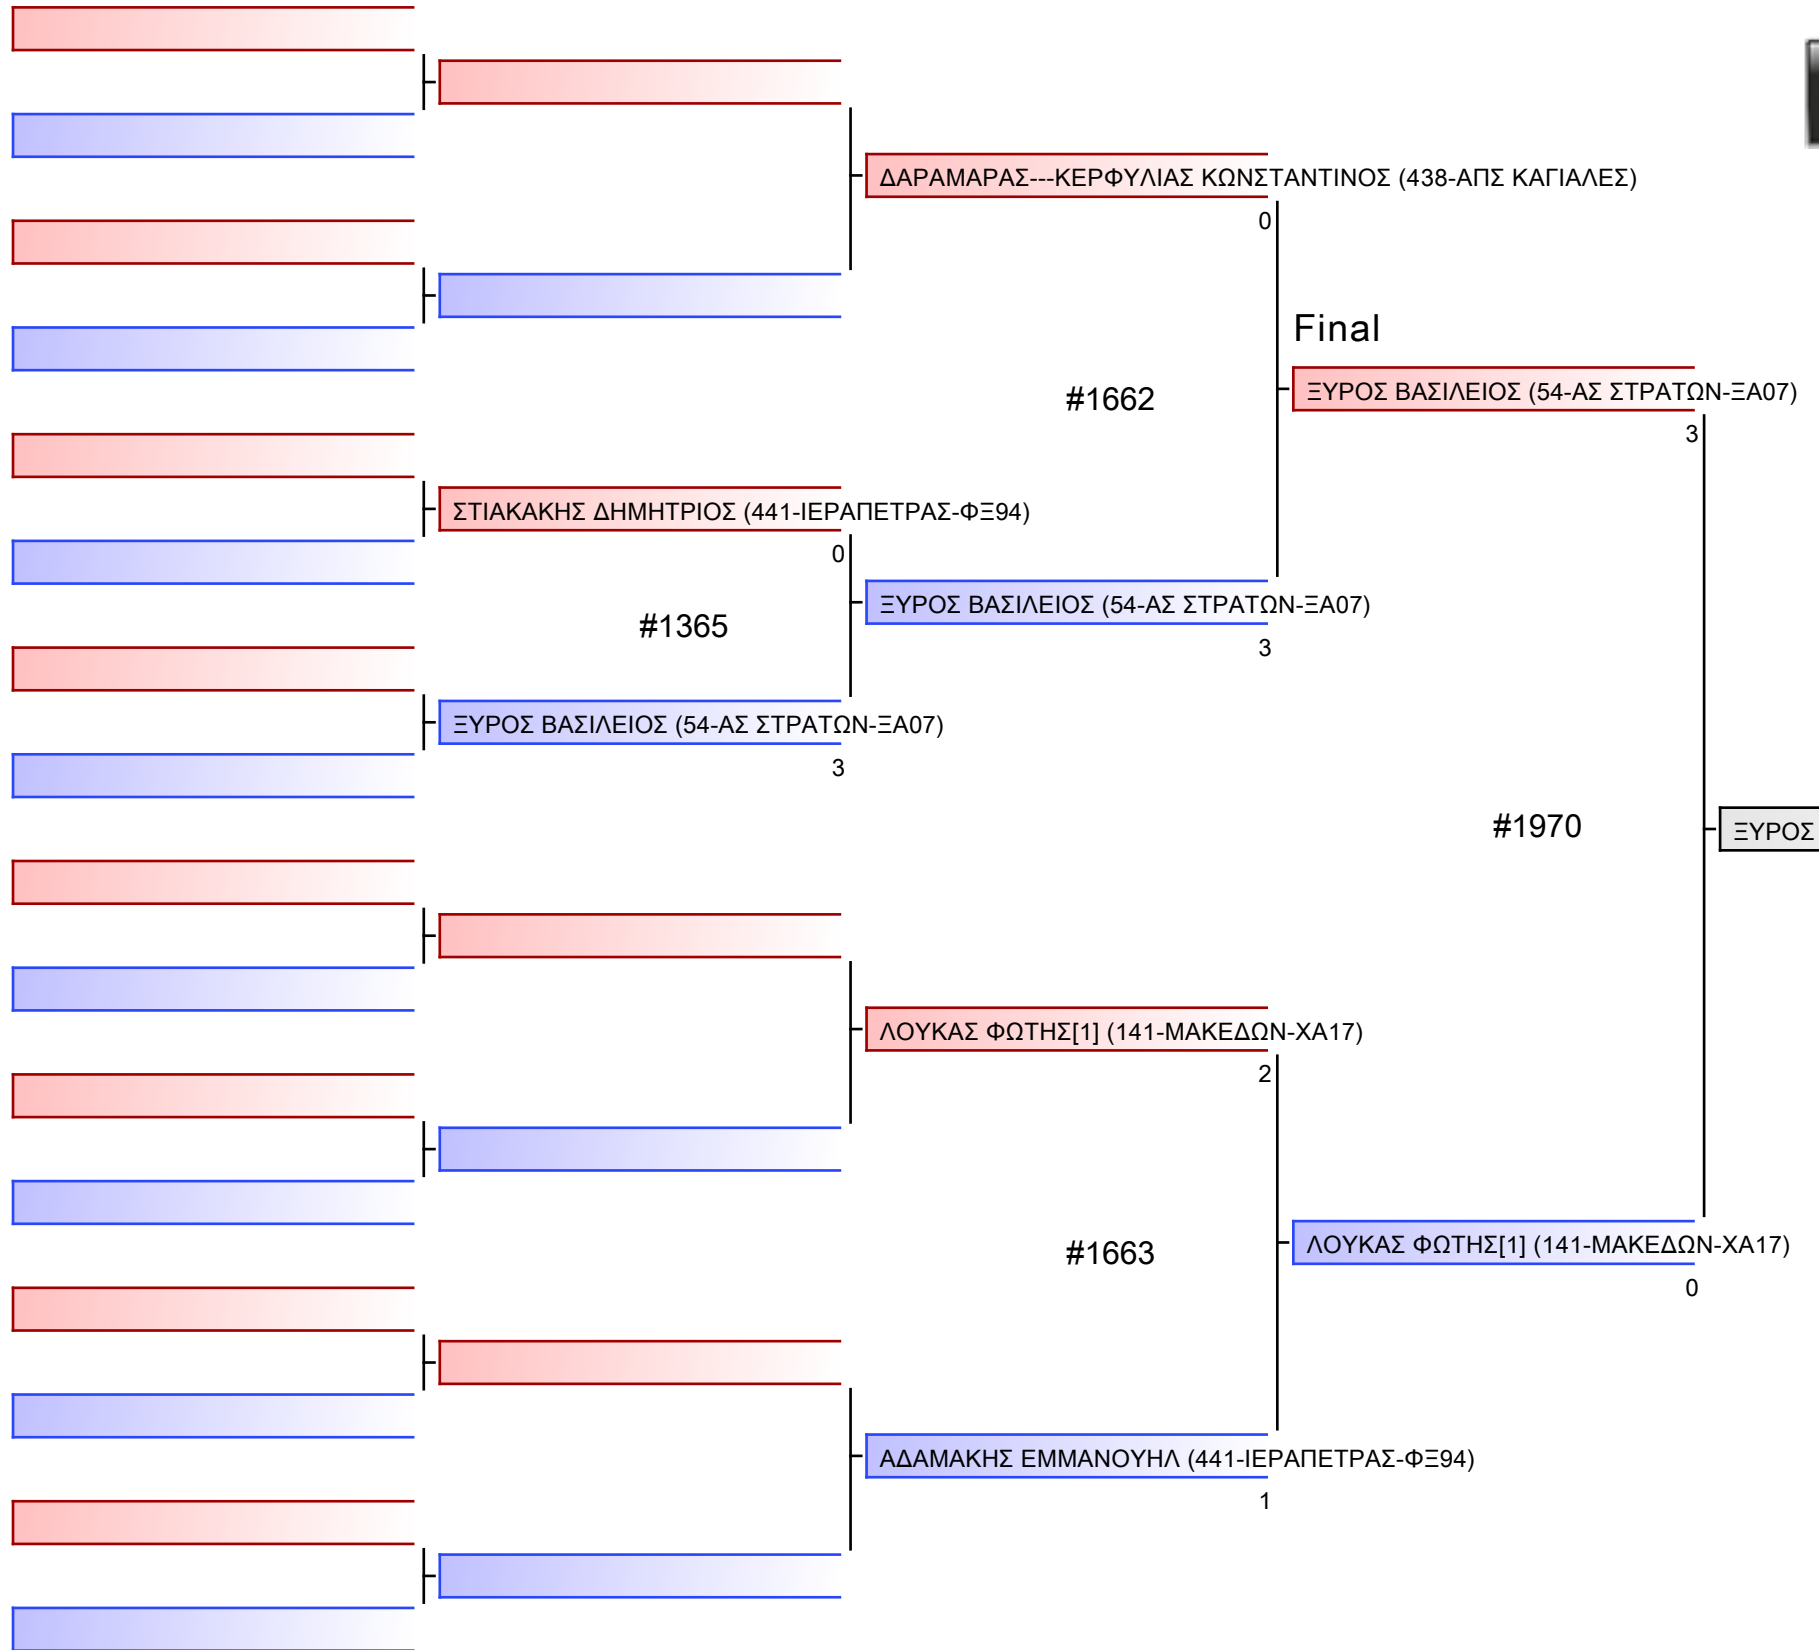 ΔΑΡΑΜΑΡΑΣ---ΚΕΡΦΥΛΙΑΣ ΚΩΝΣΤΑΝΤΙΝΟΣ (438-ΑΠΣ ΚΑΓΙΑΛΕΣ)
0
Final
ΞΥΡΟΣ ΒΑΣΙΛΕΙΟΣ (54-ΑΣ ΣΤΡΑΤΩΝ-ΞΑ07)
#1662
3
ΣΤΙΑΚΑΚΗΣ ΔΗΜΗΤΡΙΟΣ (441-ΙΕΡΑΠΕΤΡΑΣ-ΦΞ94)
0
ΞΥΡΟΣ ΒΑΣΙΛΕΙΟΣ (54-ΑΣ ΣΤΡΑΤΩΝ-ΞΑ07)
#1365
3
ΞΥΡΟΣ ΒΑΣΙΛΕΙΟΣ (54-ΑΣ ΣΤΡΑΤΩΝ-ΞΑ07)
3
#1970
ΞΥΡΟΣ
ΛΟΥΚΑΣ ΦΩΤΗΣ[1] (141-ΜΑΚΕΔΩΝ-ΧΑ17)
2
#1663
ΛΟΥΚΑΣ ΦΩΤΗΣ[1] (141-ΜΑΚΕΔΩΝ-ΧΑ17)
0
ΑΔΑΜΑΚΗΣ ΕΜΜΑΝΟΥΗΛ (441-ΙΕΡΑΠΕΤΡΑΣ-ΦΞ94)
1